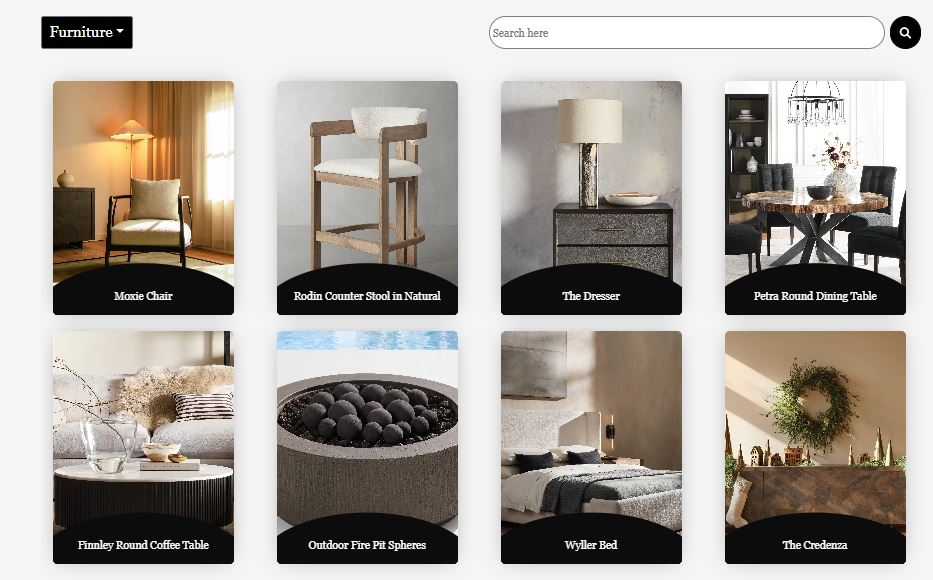 Furniture
Search here
Moxie Chair
Rodin Counter Stool in Natural
The Dresser
Petra Round Dining Table
Finnley Round Coffee Table
Outdoor Fire Pit Spheres
Wyller Bed
The Credenza